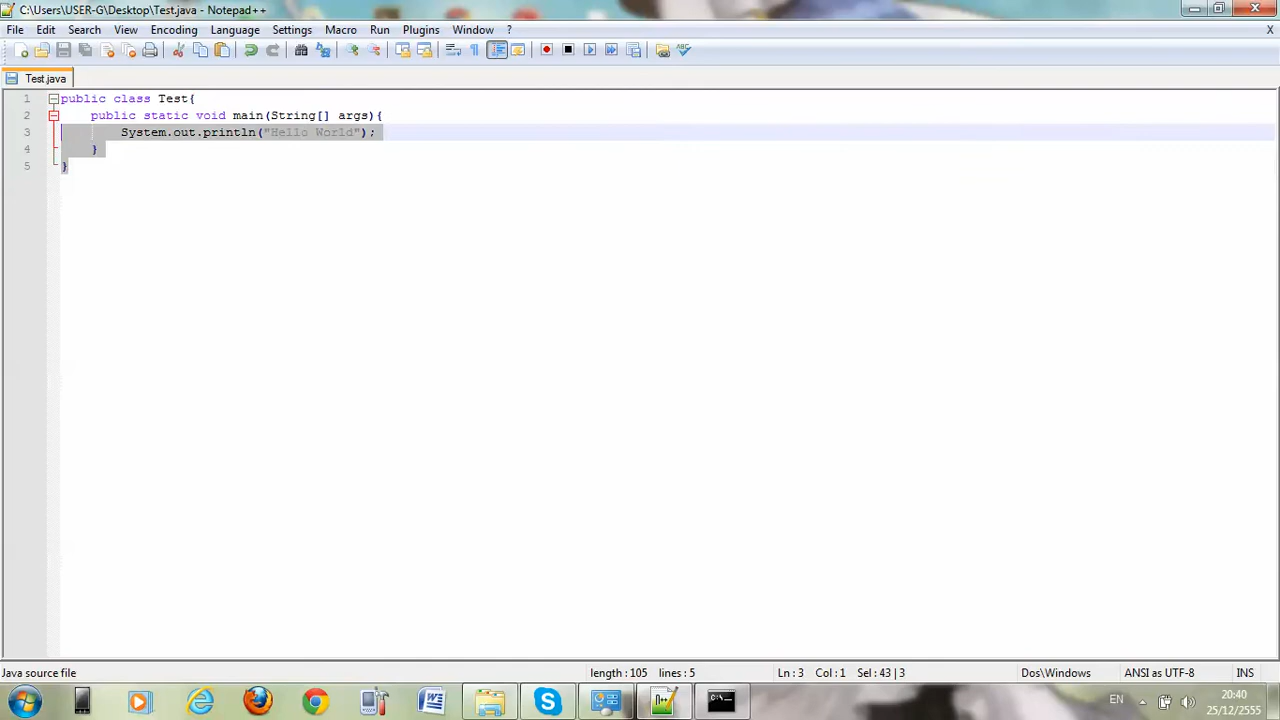 C:\Users\USER-G\Desktop\Test.java - Notepad++
File Edit Search View Encoding Language Settings Macro Run Plugins Window ? X
Test.java
1 public class Test{
2 public static void main(String[] args){
3 System.out.println("Hello World");
4 }
5 }
Java source file length : 105 lines : 5 Ln : 3 Col : 1 Sel : 43 | 3 Dos\Windows ANSI as UTF-8 INS
EN 20:40
25/12/2555